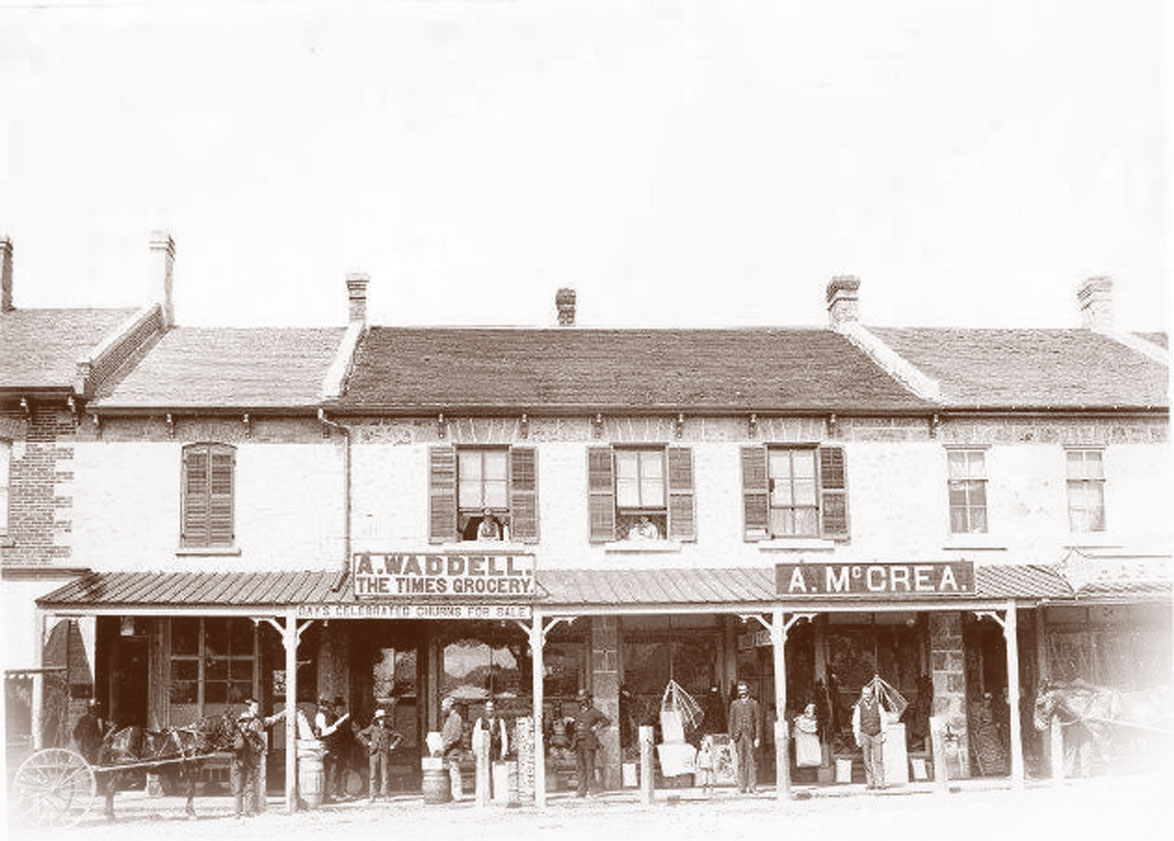 A. WADDELL.
THE TIMES GROCERY.
DAYS CELEBRATED CHURNS FOR SALE
A. McCREA.